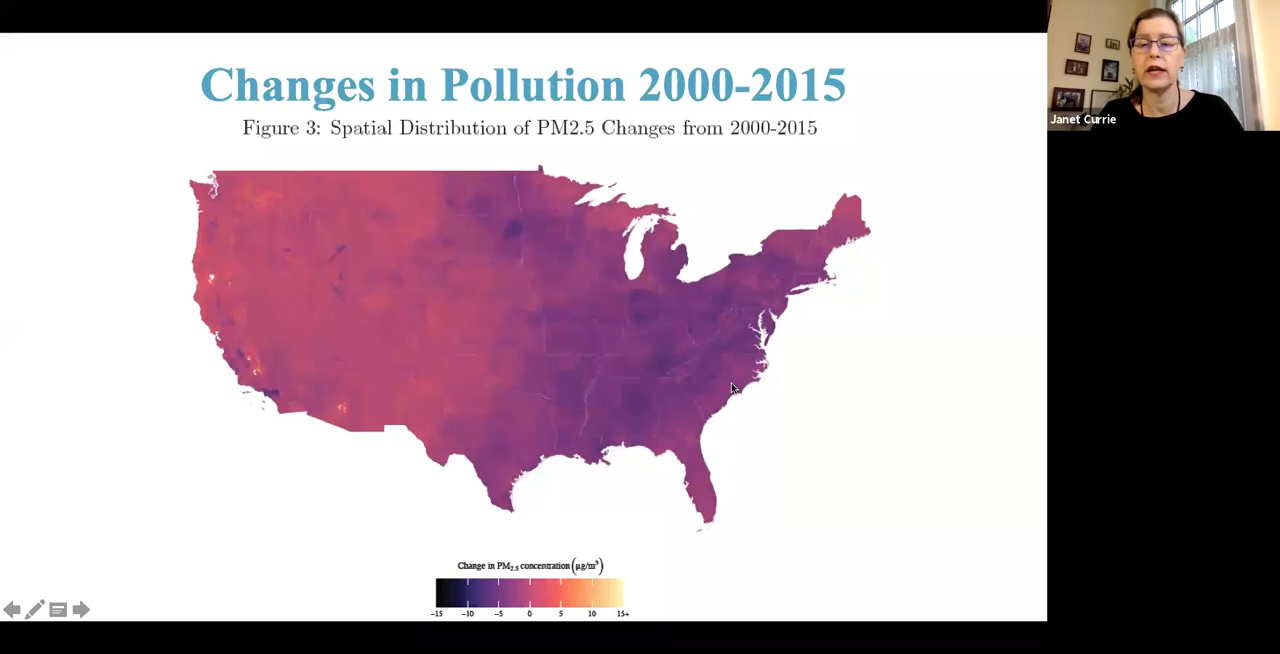 Changes in Pollution 2000-2015
Figure 3: Spatial Distribution of PM2.5 Changes from 2000-2015
Janet Currie
Change in PM2.5 concentration (μg/m³)
−15 −10 −5 0 5 10 15+